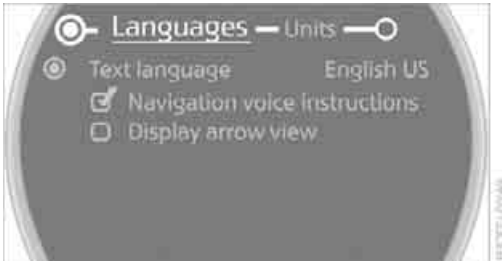 Languages Units
Text language English US
Navigation voice instructions
Display arrow view